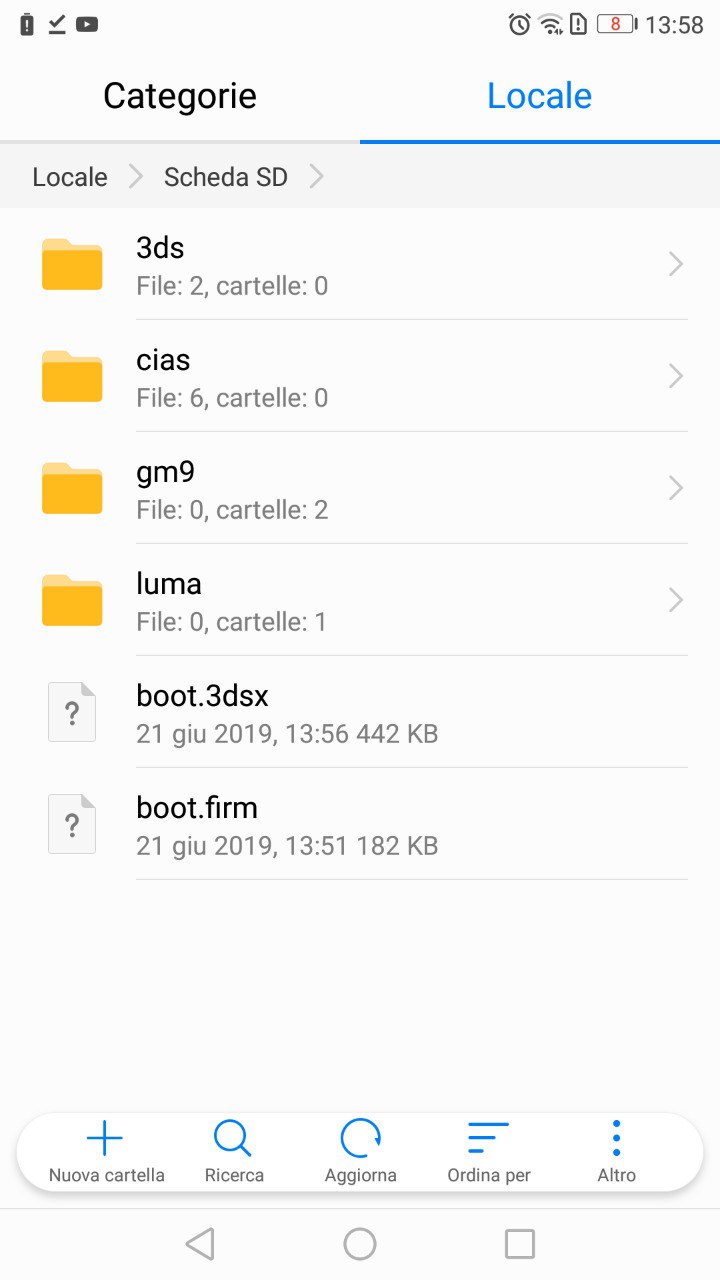 8 13:58
Categorie Locale
Locale Scheda SD
3ds
File: 2, cartelle: 0
cias
File: 6, cartelle: 0
gm9
File: 0, cartelle: 2
luma
File: 0, cartelle: 1
? boot.3dsx
21 giu 2019, 13:56 442 KB
? boot.firm
21 giu 2019, 13:51 182 KB
Nuova cartella Ricerca Aggiorna Ordina per Altro